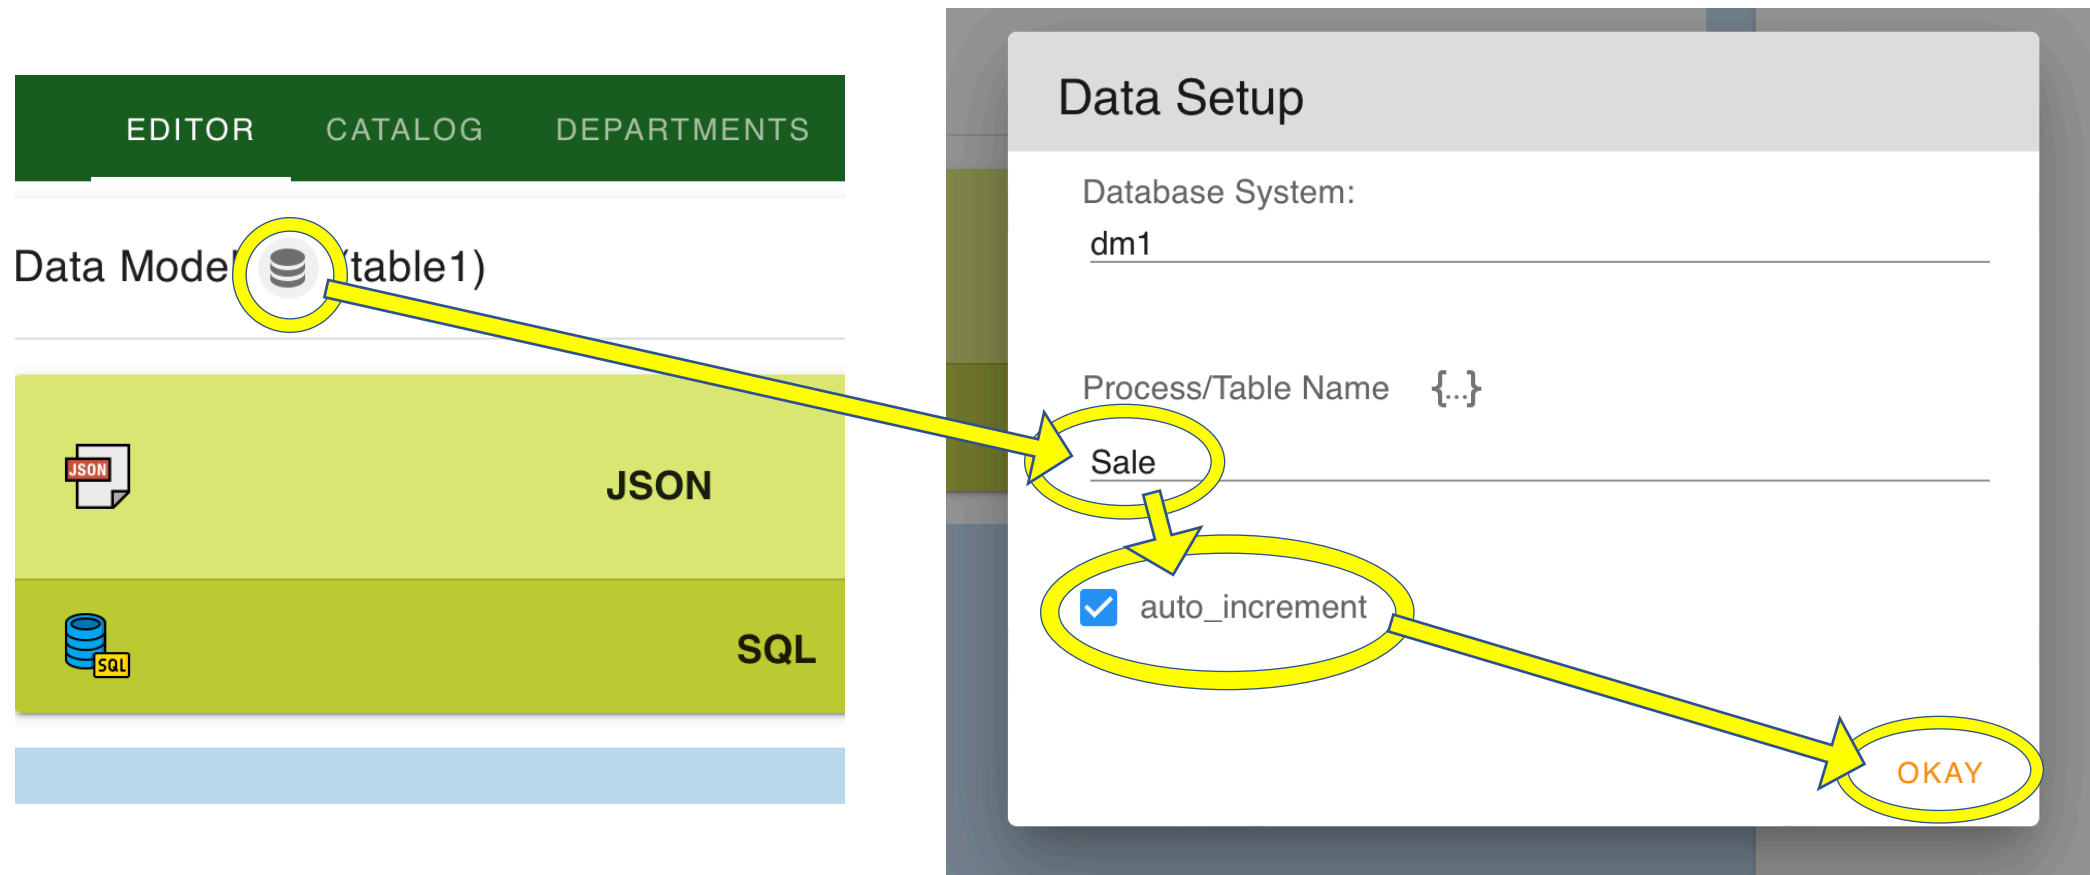 EDITOR CATALOG DEPARTMENTS
Data Model (table1)
JSON
JSON
SQL
SQL
Data Setup
Database System:
dm1
Process/Table Name {...}
Sale
auto_increment
OKAY